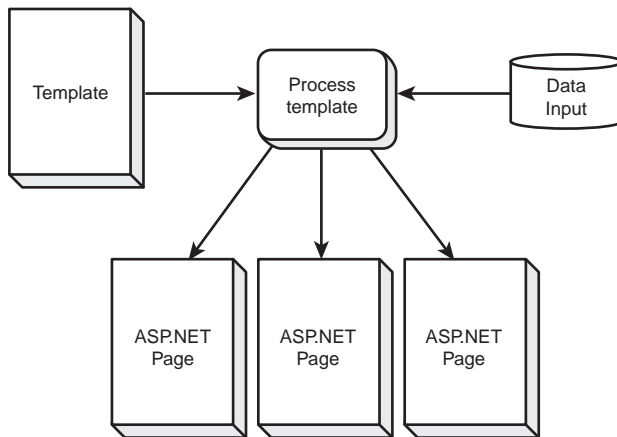 Template
Process
template
Data
Input
ASP.NET
Page
ASP.NET
Page
ASP.NET
Page